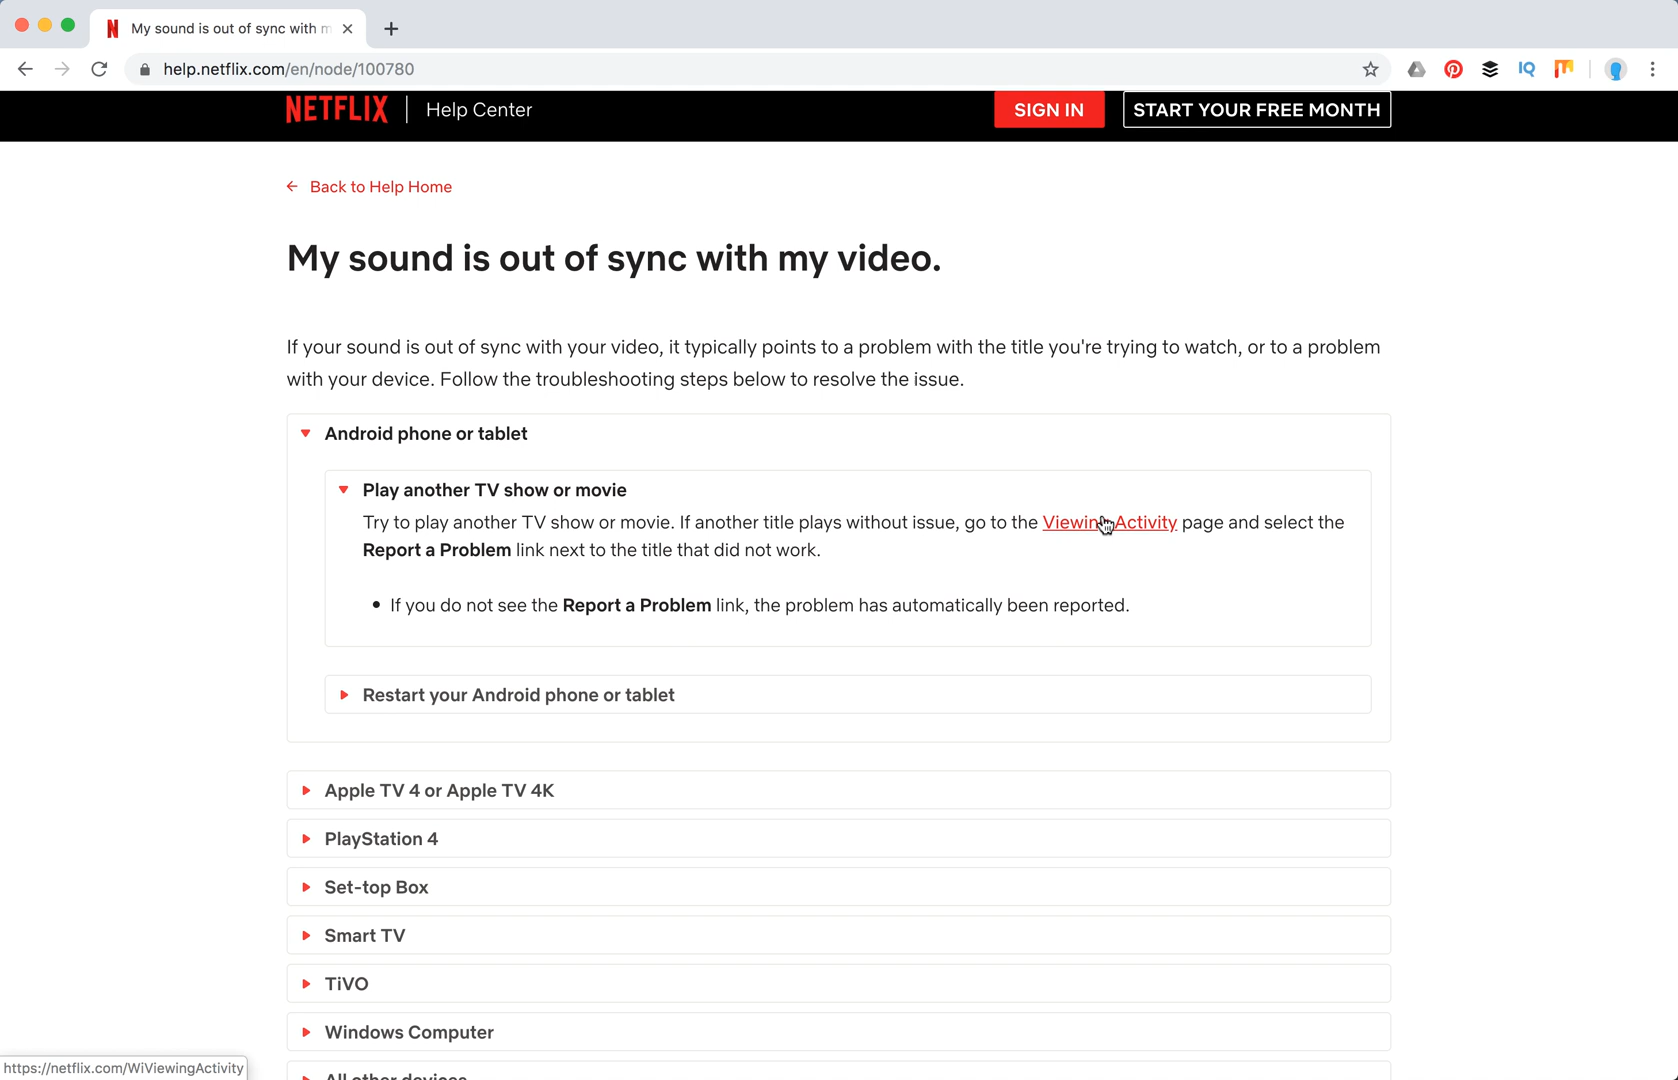 My sound is out of sync with m
help.netflix.com/en/node/100780
IQ
NETFLIX
Help Center
SIGN IN
START YOUR FREE MONTH
Back to Help Home
My sound is out of sync with my video.
If your sound is out of sync with your video, it typically points to a problem with the title you're trying to watch, or to a problem
with your device. Follow the troubleshooting steps below to resolve the issue.
Android phone or tablet
Play another TV show or movie
Try to play another TV show or movie. If another title plays without issue, go to the Viewing Activity page and select the
Report a Problem link next to the title that did not work.
If you do not see the Report a Problem link, the problem has automatically been reported.
Restart your Android phone or tablet
Apple TV 4 or Apple TV 4K
PlayStation 4
Set-top Box
Smart TV
TiVO
Windows Computer
All other devices
https://netflix.com/WiViewingActivity